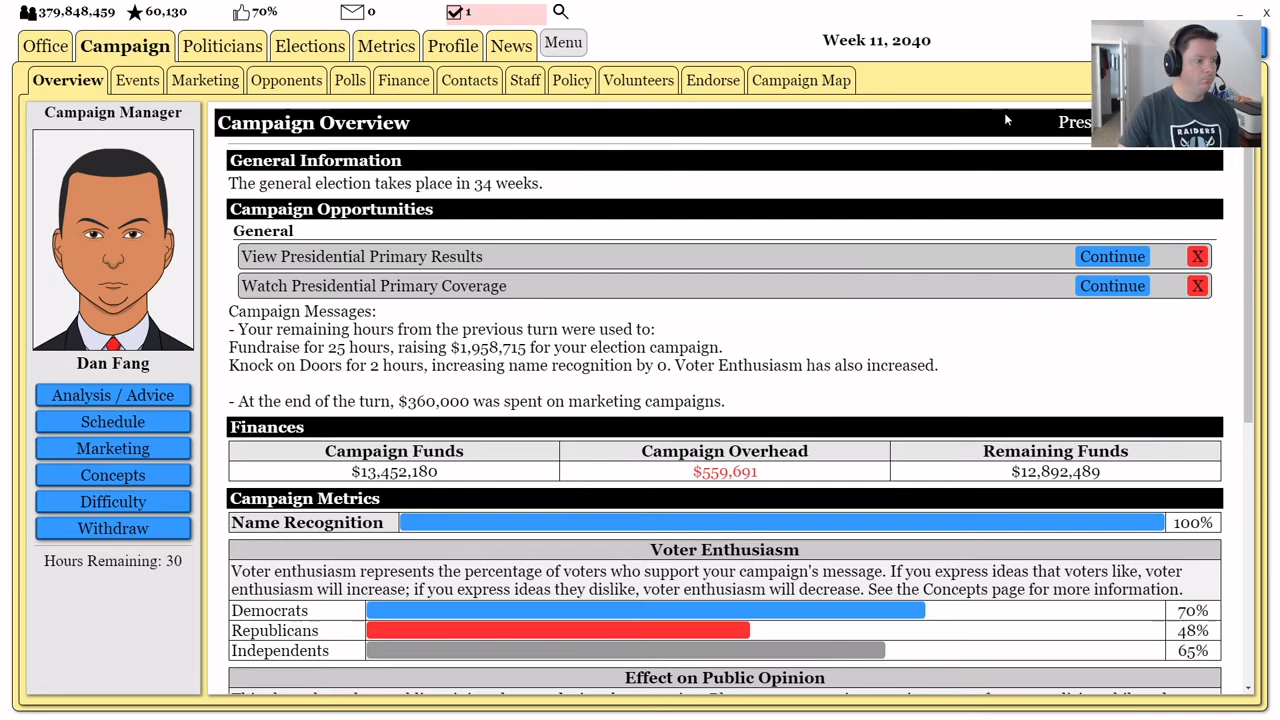 379,848,459 60,130 70% 0 1
Office Campaign Politicians Elections Metrics Profile News Menu Week 11, 2040
Overview Events Marketing Opponents Polls Finance Contacts Staff Policy Volunteers Endorse Campaign Map
Campaign Manager
Dan Fang
Analysis / Advice
Schedule
Marketing
Concepts
Difficulty
Withdraw
Hours Remaining: 30
Campaign Overview
General Information
The general election takes place in 34 weeks.
Campaign Opportunities
General
View Presidential Primary Results Continue X
Watch Presidential Primary Coverage Continue X
Campaign Messages:
- Your remaining hours from the previous turn were used to:
Fundraise for 25 hours, raising $1,958,715 for your election campaign.
Knock on Doors for 2 hours, increasing name recognition by 0. Voter Enthusiasm has also increased.
- At the end of the turn, $360,000 was spent on marketing campaigns.
Finances
Campaign Funds Campaign Overhead Remaining Funds
$13,452,180 $559,691 $12,892,489
Campaign Metrics
Name Recognition 100%
Voter Enthusiasm
Voter enthusiasm represents the percentage of voters who support your campaign's message. If you express ideas that voters like, voter
enthusiasm will increase; if you express ideas they dislike, voter enthusiasm will decrease. See the Concepts page for more information.
Democrats 70%
Republicans 48%
Independents 65%
Effect on Public Opinion
RAIDERS